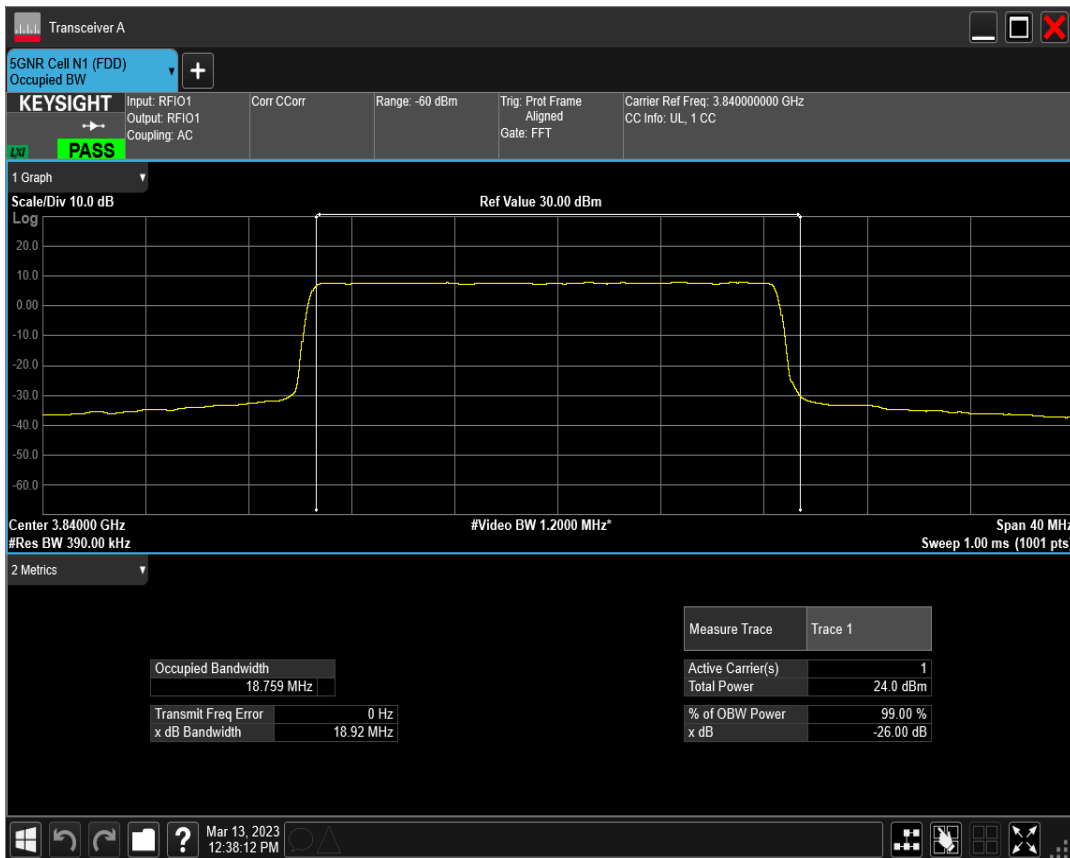 Transceiver A
5GNR Cell N1 (FDD)
Occupied BW
KEYSIGHT
LXI
PASS
Input: RFIO1
Output: RFIO1
Coupling: AC
Corr CCorr
Range: -60 dBm
Trig: Prot Frame
Aligned
Gate: FFT
Carrier Ref Freq: 3.840000000 GHz
CC Info: UL, 1 CC
1 Graph
Scale/Div 10.0 dB
Ref Value 30.00 dBm
Log
20.0
10.0
0.00
-10.0
-20.0
-30.0
-40.0
-50.0
-60.0
Center 3.84000 GHz
#Video BW 1.2000 MHz*
Span 40 MHz
#Res BW 390.00 kHz
Sweep 1.00 ms (1001 pts)
2 Metrics
Measure Trace Trace 1
Occupied Bandwidth
18.759 MHz
Transmit Freq Error 0 Hz
x dB Bandwidth 18.92 MHz
Active Carrier(s) 1
Total Power 24.0 dBm
% of OBW Power 99.00 %
x dB -26.00 dB
?
Mar 13, 2023
12:38:12 PM